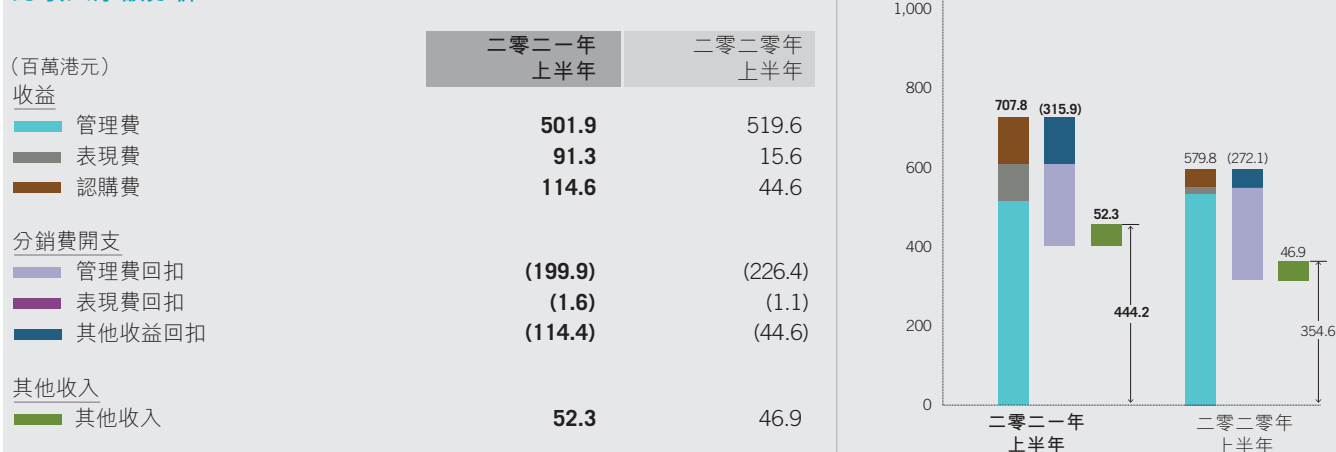 二零二一年 二零二零年
（百萬港元） 上半年 上半年
收益
管理費 501.9 519.6
表現費 91.3 15.6
認購費 114.6 44.6
分銷費開支
管理費回扣 (199.9) (226.4)
表現費回扣 (1.6) (1.1)
其他收益回扣 (114.4) (44.6)
其他收入
其他收入 52.3 46.9
1,000
800
707.8 (315.9)
600
579.8 (272.1)
52.3
400
46.9
444.2
200
354.6
0
二零二一年 二零二零年
上半年 上半年